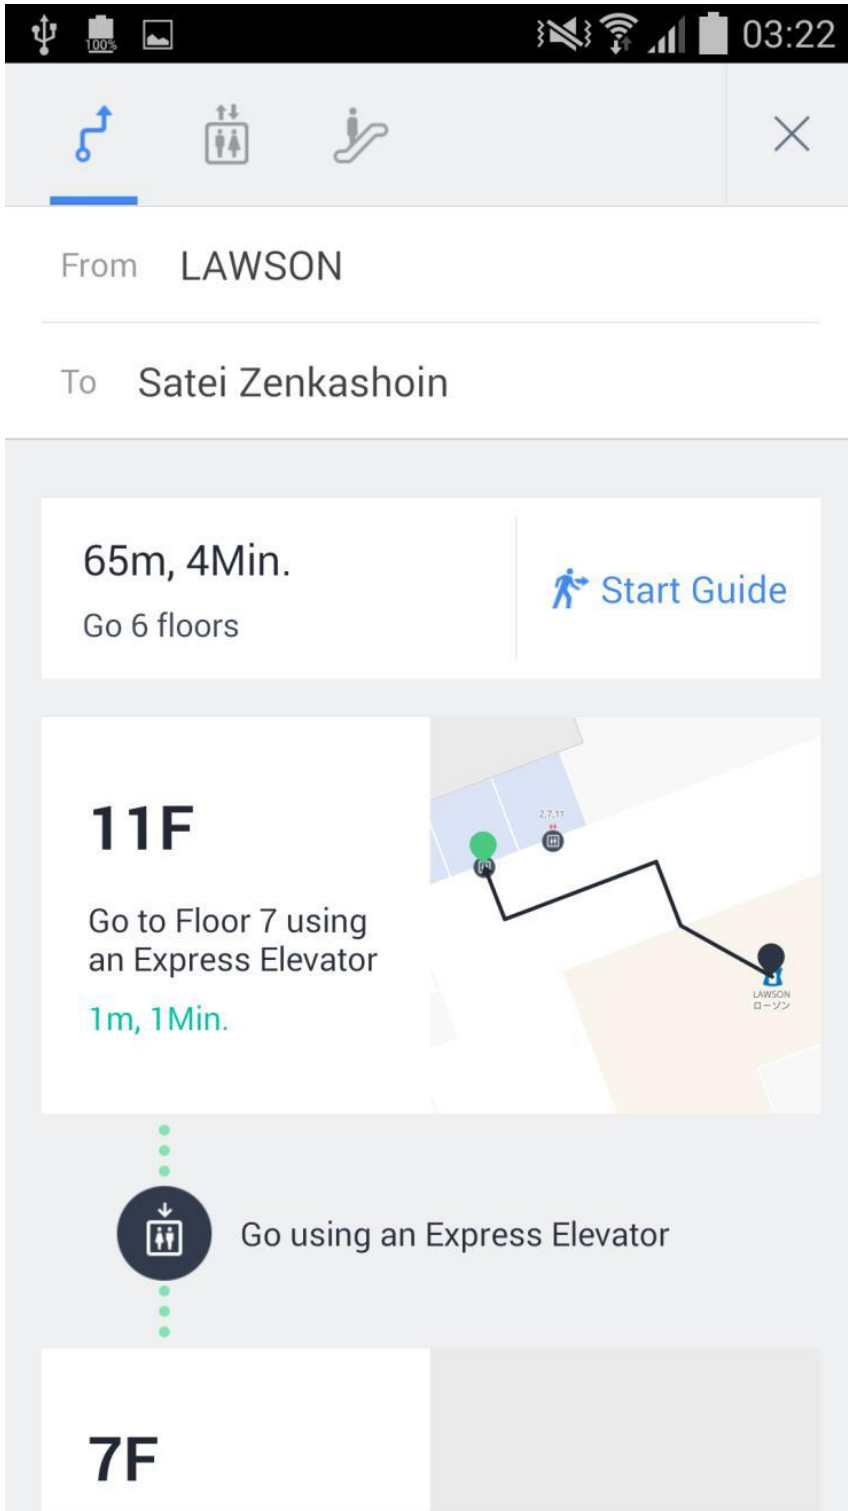 100%
03:22
From LAWSON
To Satei Zenkashoin
65m, 4Min.
Go 6 floors
Start Guide
11F
Go to Floor 7 using
an Express Elevator
1m, 1Min.
2,7,11
LAWSON
ローソン
Go using an Express Elevator
7F